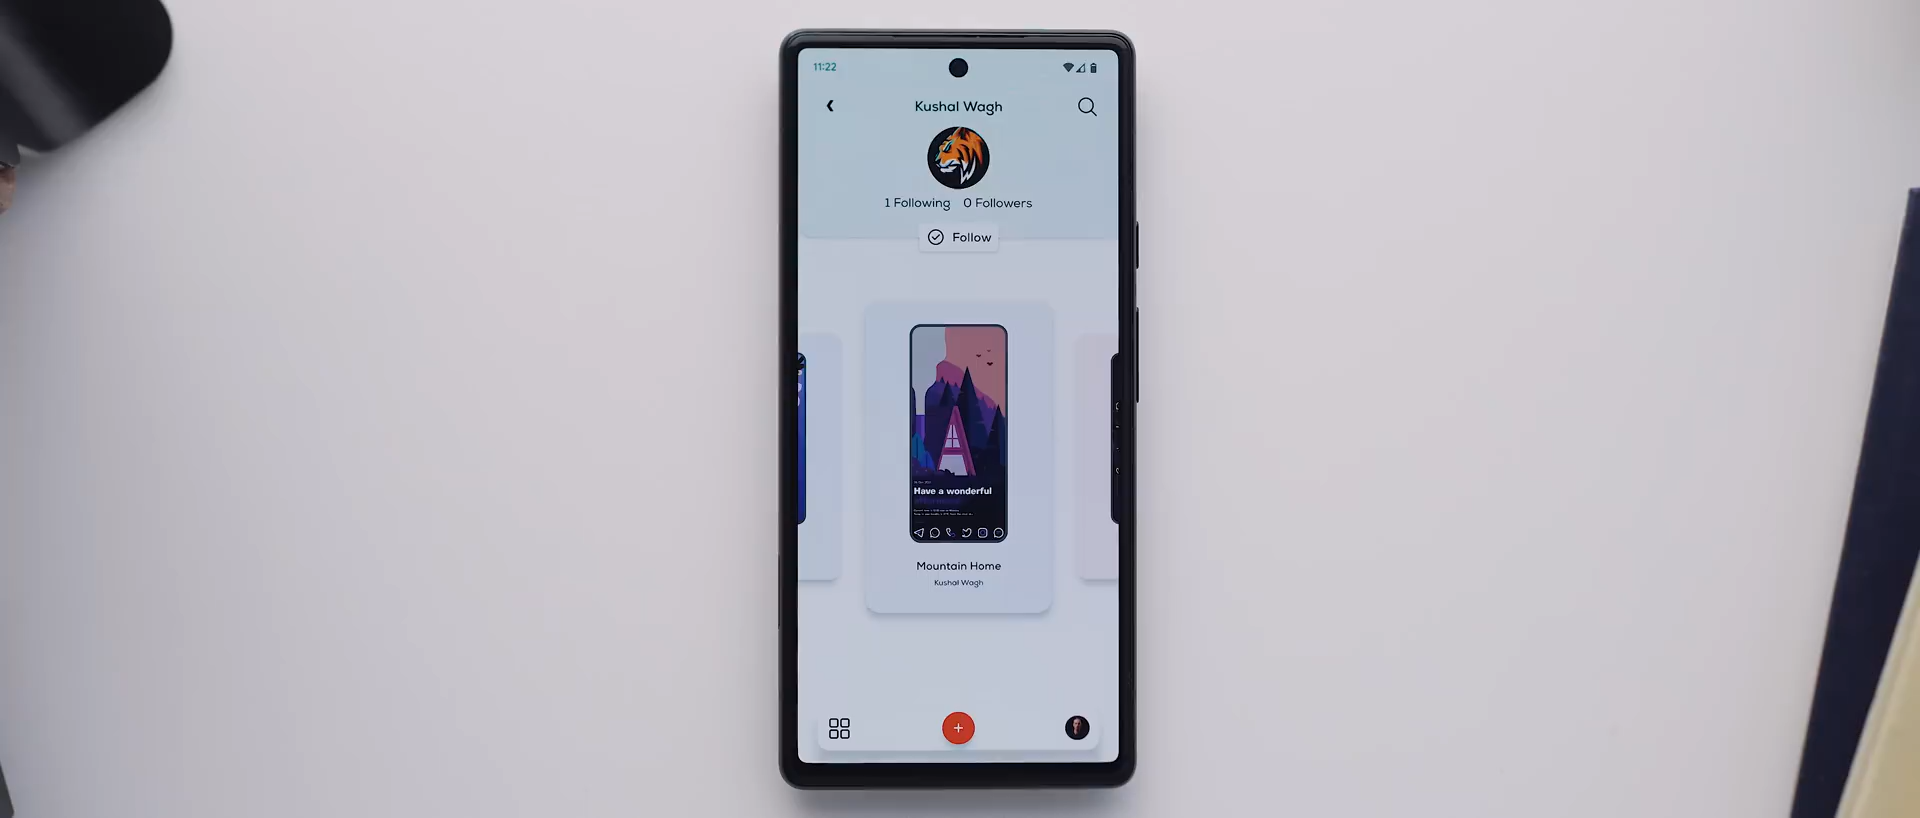 11:22
Kushal Wagh
1 Following 0 Followers
Follow
Have a wonderful
Mountain Home
Kushal Wagh